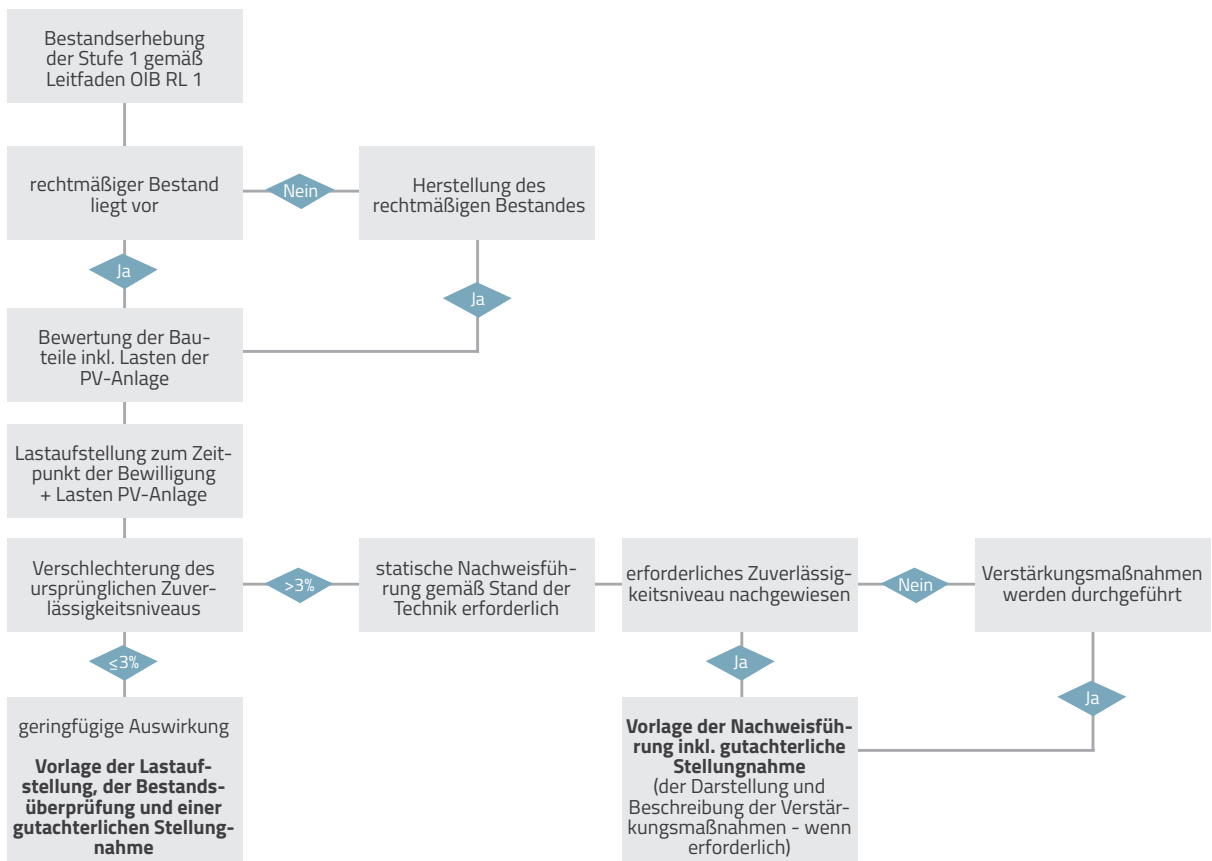 Bestandserhebung
der Stufe 1 gemäß
Leitfaden OIB RL 1
rechtmäßiger Bestand
liegt vor
Nein
Herstellung des
rechtmäßigen Bestandes
Ja
Ja
Bewertung der Bau-
teile inkl. Lasten der
PV-Anlage
Lastaufstellung zum Zeit-
punkt der Bewilligung
+ Lasten PV-Anlage
Verschlechterung des
ursprünglichen Zuver-
lässigkeitsniveaus
>3%
statische Nachweisfüh-
rung gemäß Stand der
Technik erforderlich
erforderliches Zuverlässig-
keitsniveau nachgewiesen
Nein
Verstärkungsmaßnahmen
werden durchgeführt
≤3%
Ja
Ja
geringfügige Auswirkung
Vorlage der Lastauf-
stellung, der Bestands-
überprüfung und einer
gutachterlichen Stellung-
nahme
Vorlage der Nachweisfüh-
rung inkl. gutachterliche
Stellungnahme
(der Darstellung und
Beschreibung der Verstär-
kungsmaßnahmen - wenn
erforderlich)